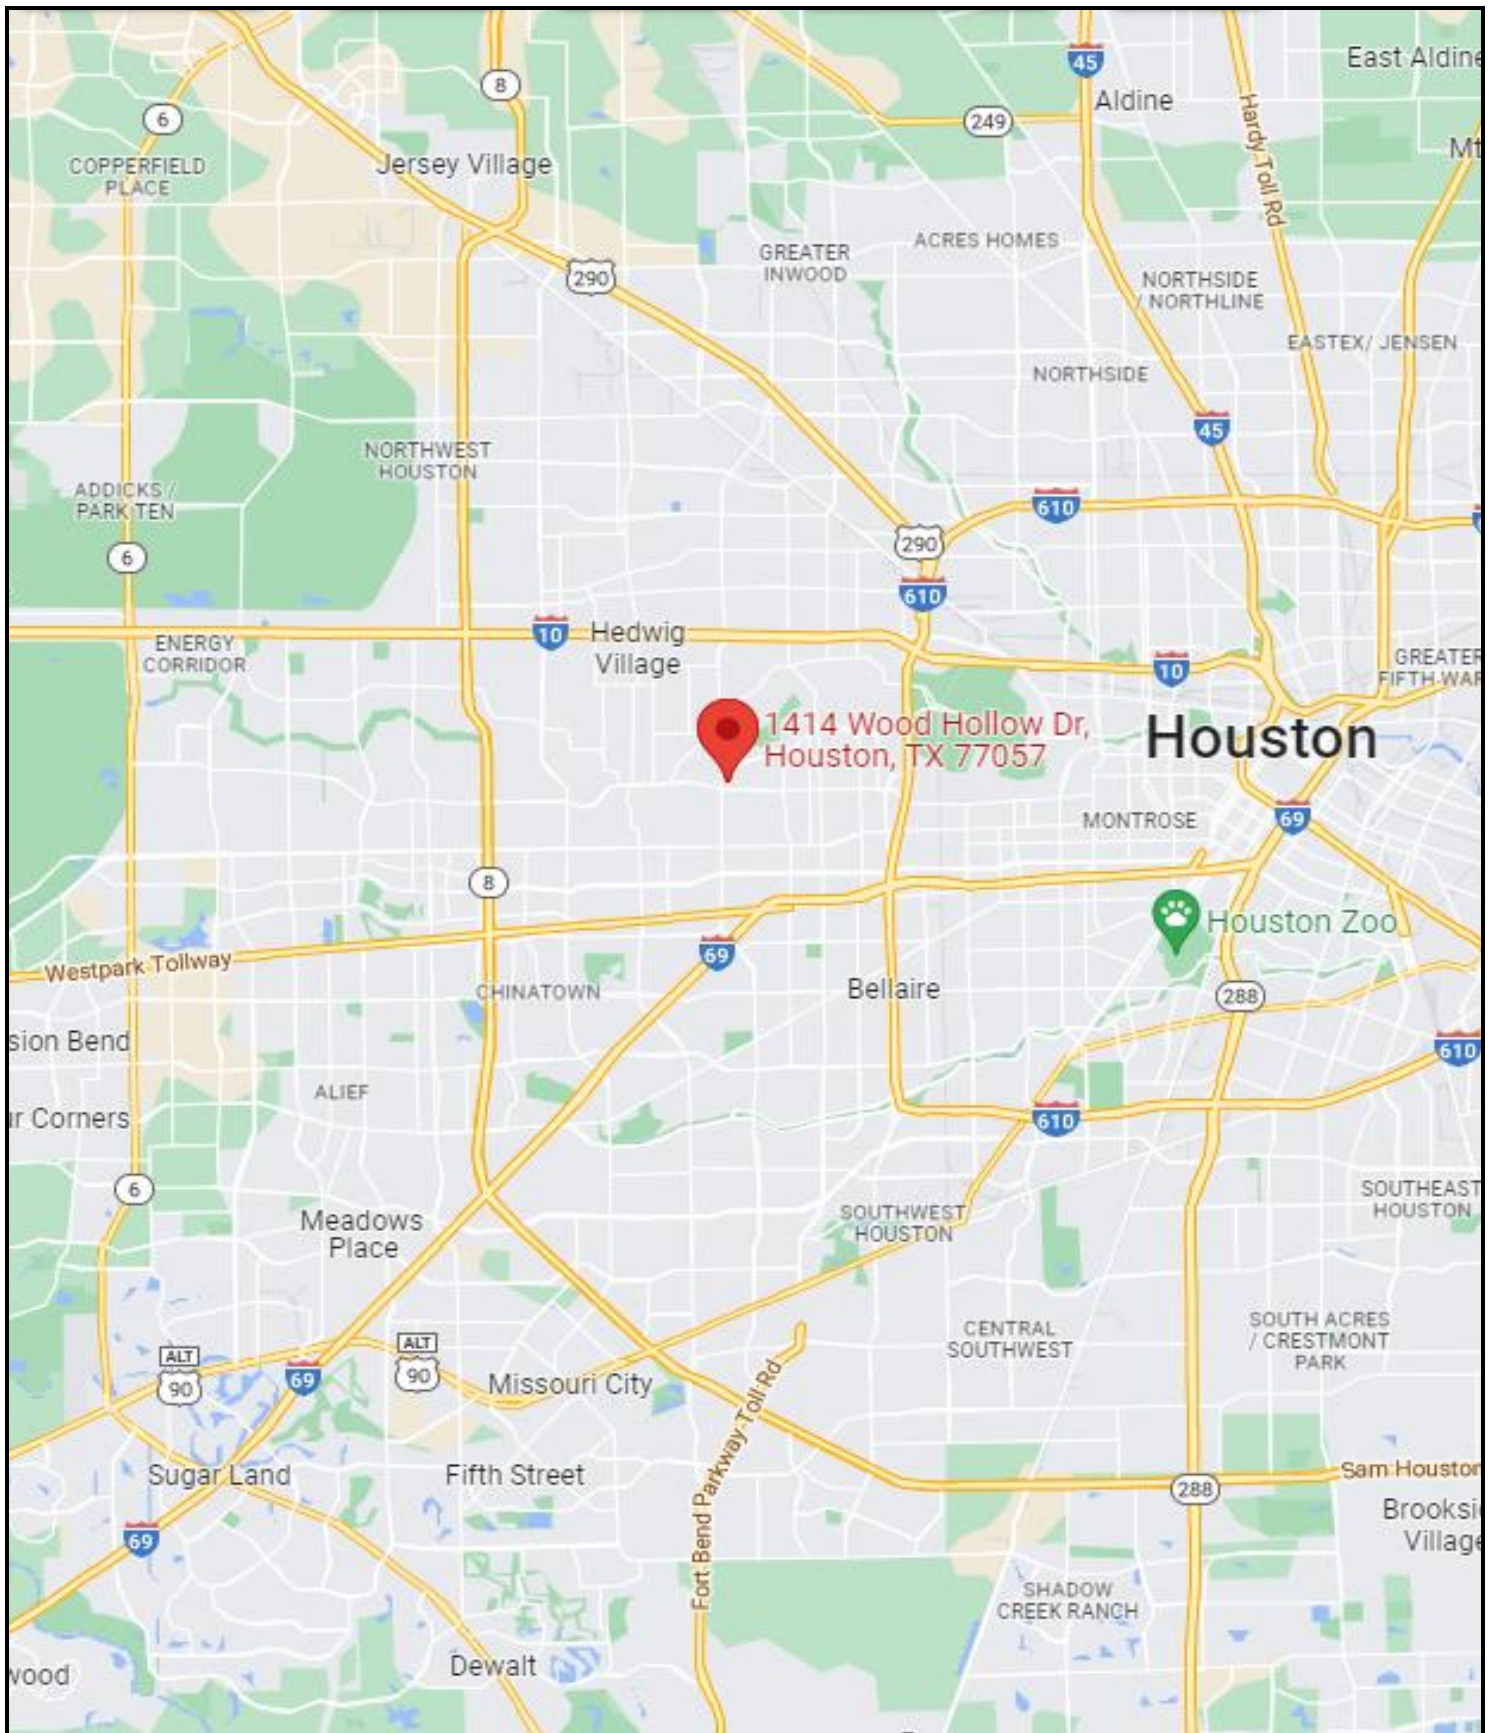 45
East Aldine
8
Aldine
6
249
Hardy Toll Rd
Jersey Village
COPPERFIELD
PLACE
GREATER
INWOOD
ACRES HOMES
290
NORTHSIDE
/ NORTHLINE
EASTEX/ JENSEN
NORTHSIDE
45
NORTHWEST
HOUSTON
ADDICKS /
PARK TEN
610
290
6
610
ENERGY
CORRIDOR
10
Hedwig
Village
10
GREATER
FIFTH WAR
1414 Wood Hollow Dr,
Houston, TX 77057
Houston
MONTROSE
69
8
Houston Zoo
Westpark Tollway
69
CHINATOWN
Bellaire
288
sion Bend
610
ALIEF
ur Corners
610
6
SOUTHEAST
HOUSTON
SOUTHWEST
HOUSTON
Meadows
Place
CENTRAL
SOUTHWEST
SOUTH ACRES
/ CRESTMONT
PARK
ALT
90
69
ALT
90
Missouri City
Fort Bend Parkway Toll Rd
Sugar Land
Fifth Street
288
Sam Houston
Brooksi
Village
69
SHADOW
CREEK RANCH
wood
Dewalt